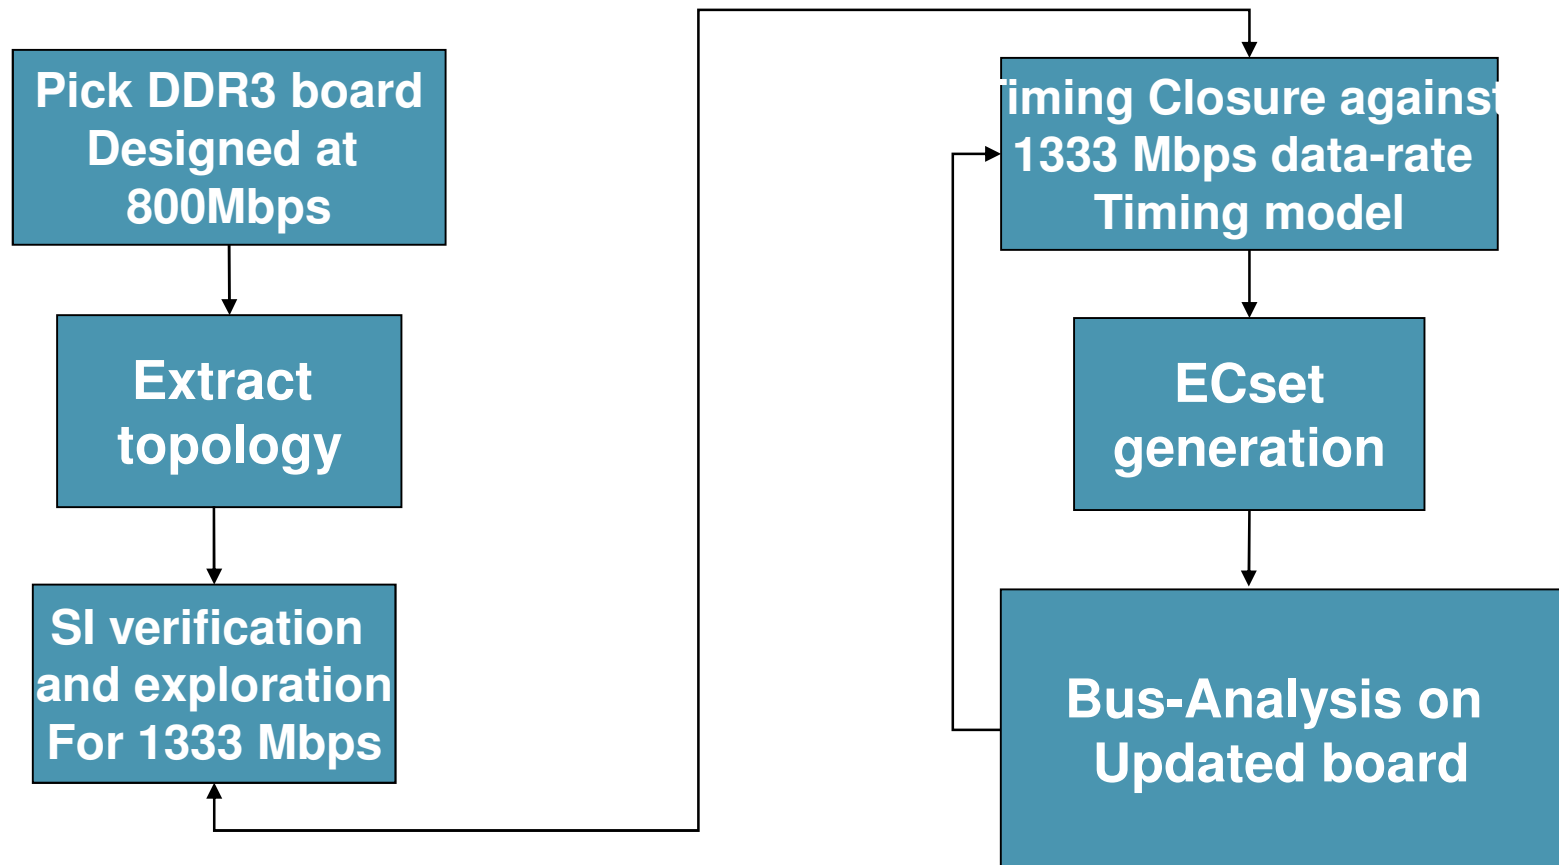 Pick DDR3 board
Designed at
800Mbps
Extract
topology
SI verification
and exploration
For 1333 Mbps
Timing Closure against
1333 Mbps data-rate
Timing model
ECset
generation
Bus-Analysis on
Updated board